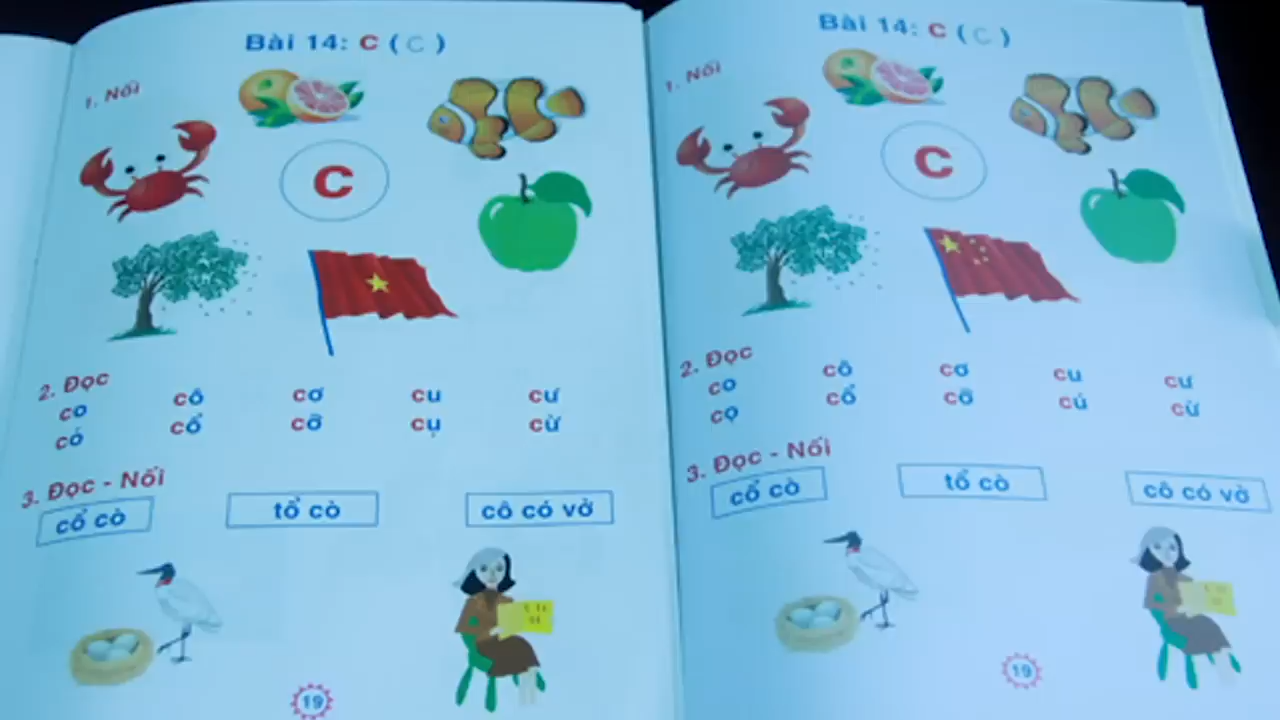 Bài 14: C ( C )
1. Nối
C
2. Đọc
co cô cơ cu cư
có cổ cỡ cụ cừ
3. Đọc - Nối
cổ cò tổ cò cô có vở
19
Bài 14: C ( C )
1. Nối
C
2. Đọc
co cô cơ cu cư
cọ cổ cỡ cú cừ
3. Đọc - Nối
cổ cò tổ cò cô có vở
19